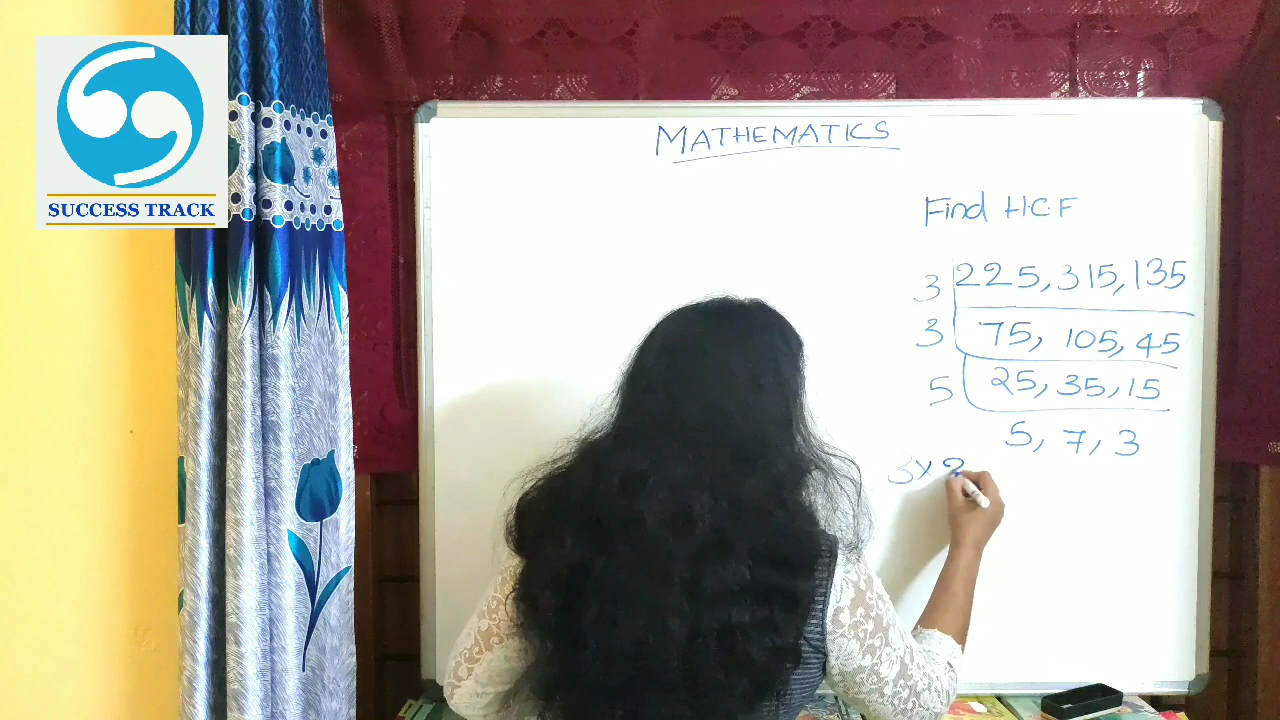 SUCCESS TRACK
MATHEMATICS
Find HCF
3 225, 315, 135
3 75, 105, 45
5 25, 35, 15
5, 7, 3
3 ×